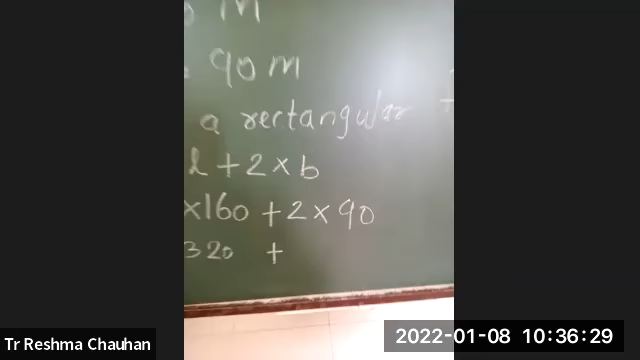 M
90 m
a rectangular
l + 2 × b
×160 + 2 × 90
320 +
Tr Reshma Chauhan
2022-01-08 10:36:29